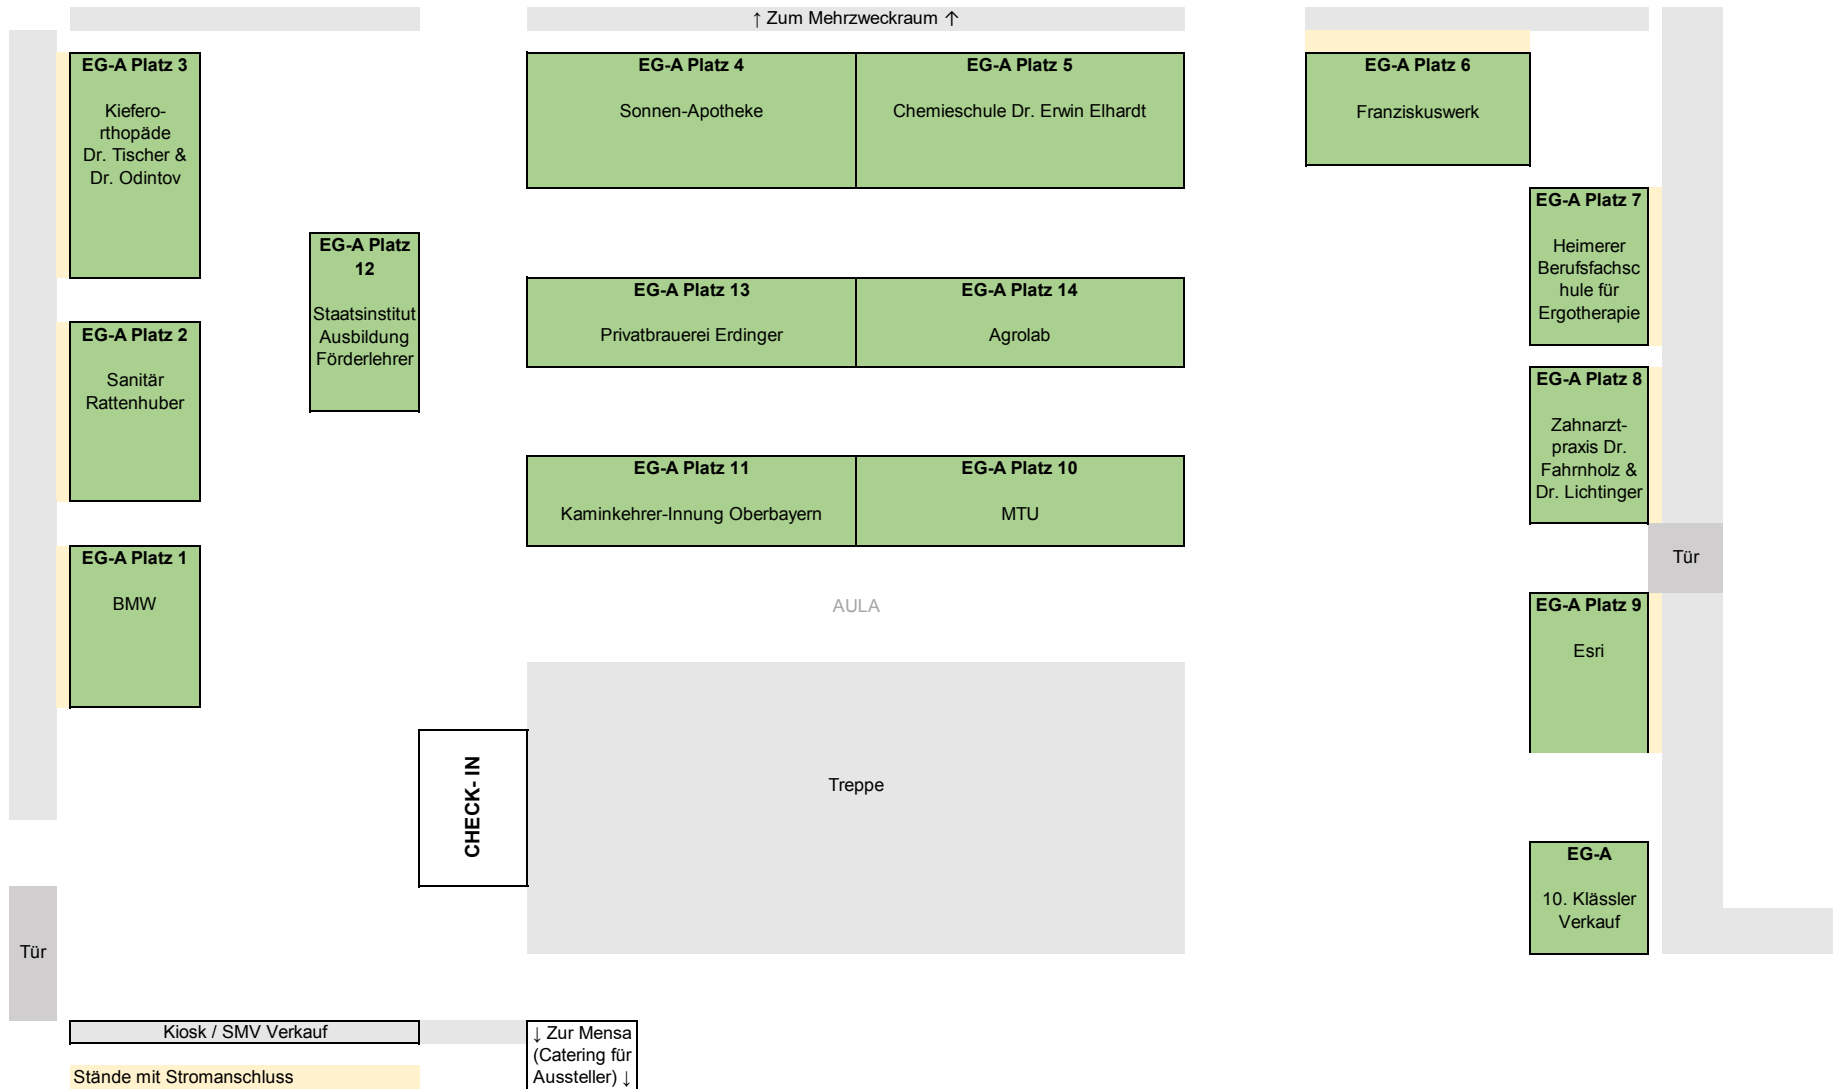 ↑ Zum Mehrzweckraum ↑
EG-A Platz 3
Kiefero-
rthopäde
Dr. Tischer &
Dr. Odintov
EG-A Platz 4
Sonnen-Apotheke
EG-A Platz 5
Chemieschule Dr. Erwin Elhardt
EG-A Platz 6
Franziskuswerk
EG-A Platz 7
Heimerer
Berufsfachsc
hule für
Ergotherapie
EG-A Platz
12
Staatsinstitut
Ausbildung
Förderlehrer
EG-A Platz 13
Privatbrauerei Erdinger
EG-A Platz 14
Agrolab
EG-A Platz 2
Sanitär
Rattenhuber
EG-A Platz 8
Zahnarzt-
praxis Dr.
Fahrnholz &
Dr. Lichtinger
EG-A Platz 11
Kaminkehrer-Innung Oberbayern
EG-A Platz 10
MTU
Tür
EG-A Platz 1
BMW
AULA
EG-A Platz 9
Esri
CHECK- IN
Treppe
EG-A
10. Klässler
Verkauf
Tür
Kiosk / SMV Verkauf
↓ Zur Mensa
(Catering für
Aussteller) ↓
Stände mit Stromanschluss